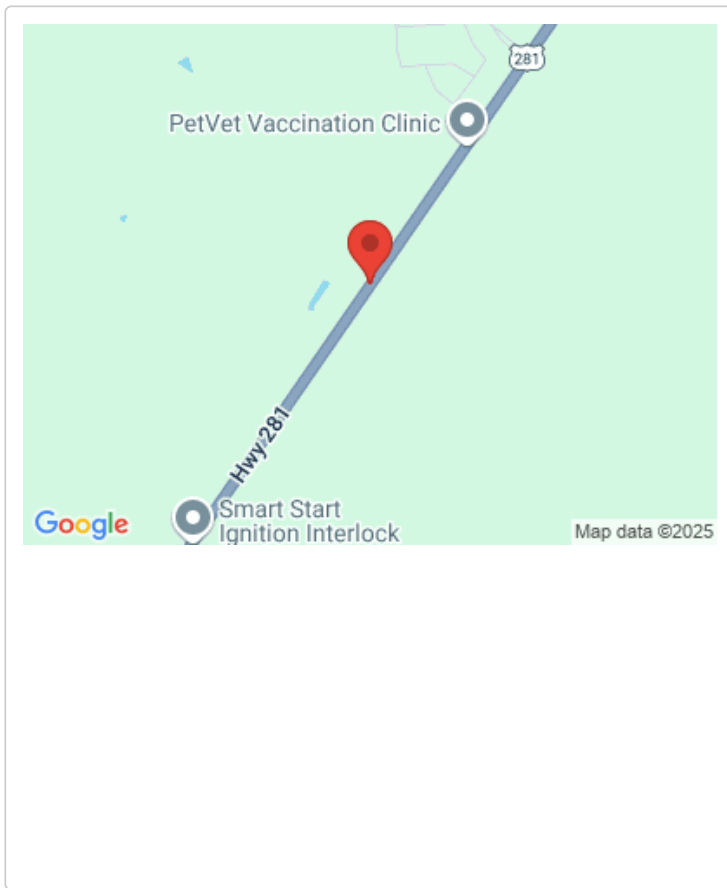 281
PetVet Vaccination Clinic
Hwy 281
Smart Start
Ignition Interlock
Google
Map data ©2025